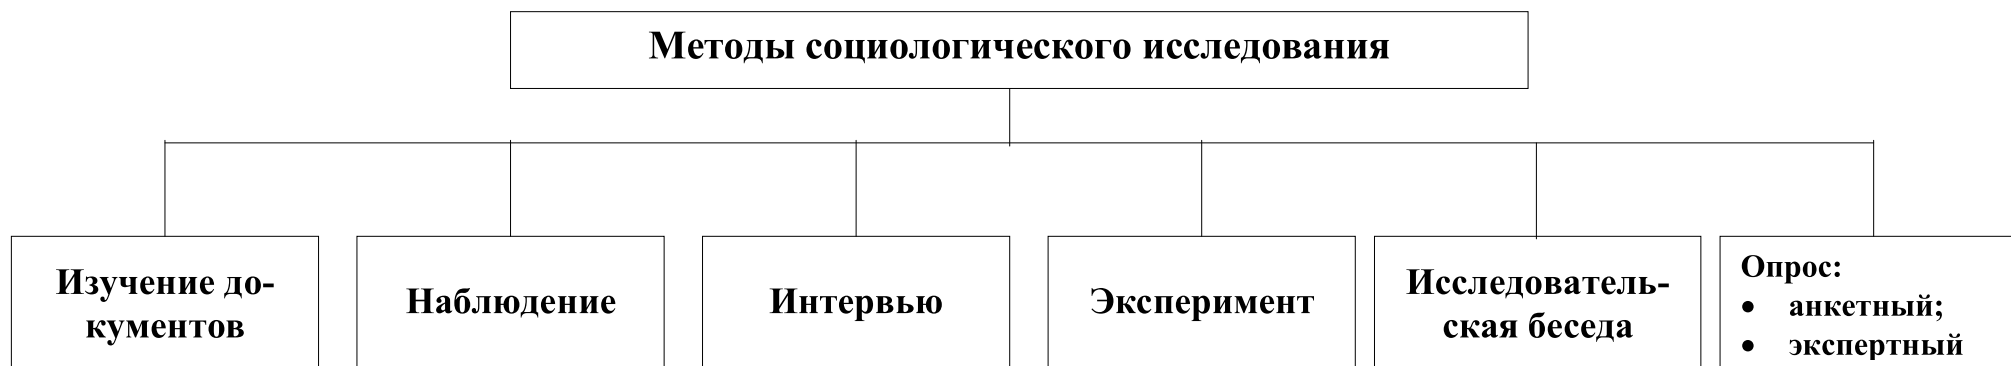 Методы социологического исследования
Изучение до-
кументов
Наблюдение
Интервью
Эксперимент
Исследователь-
ская беседа
Опрос:
• анкетный;
• экспертный